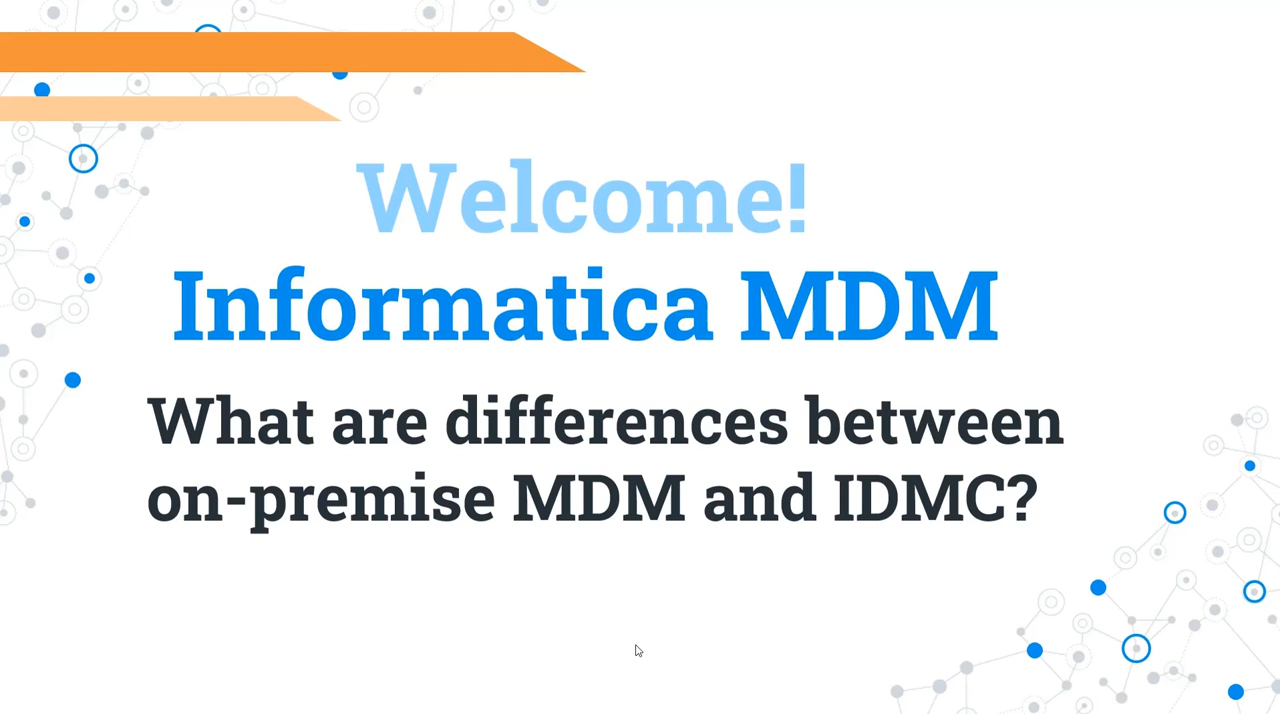 Welcome!
Informatica MDM
What are differences between
on-premise MDM and IDMC?